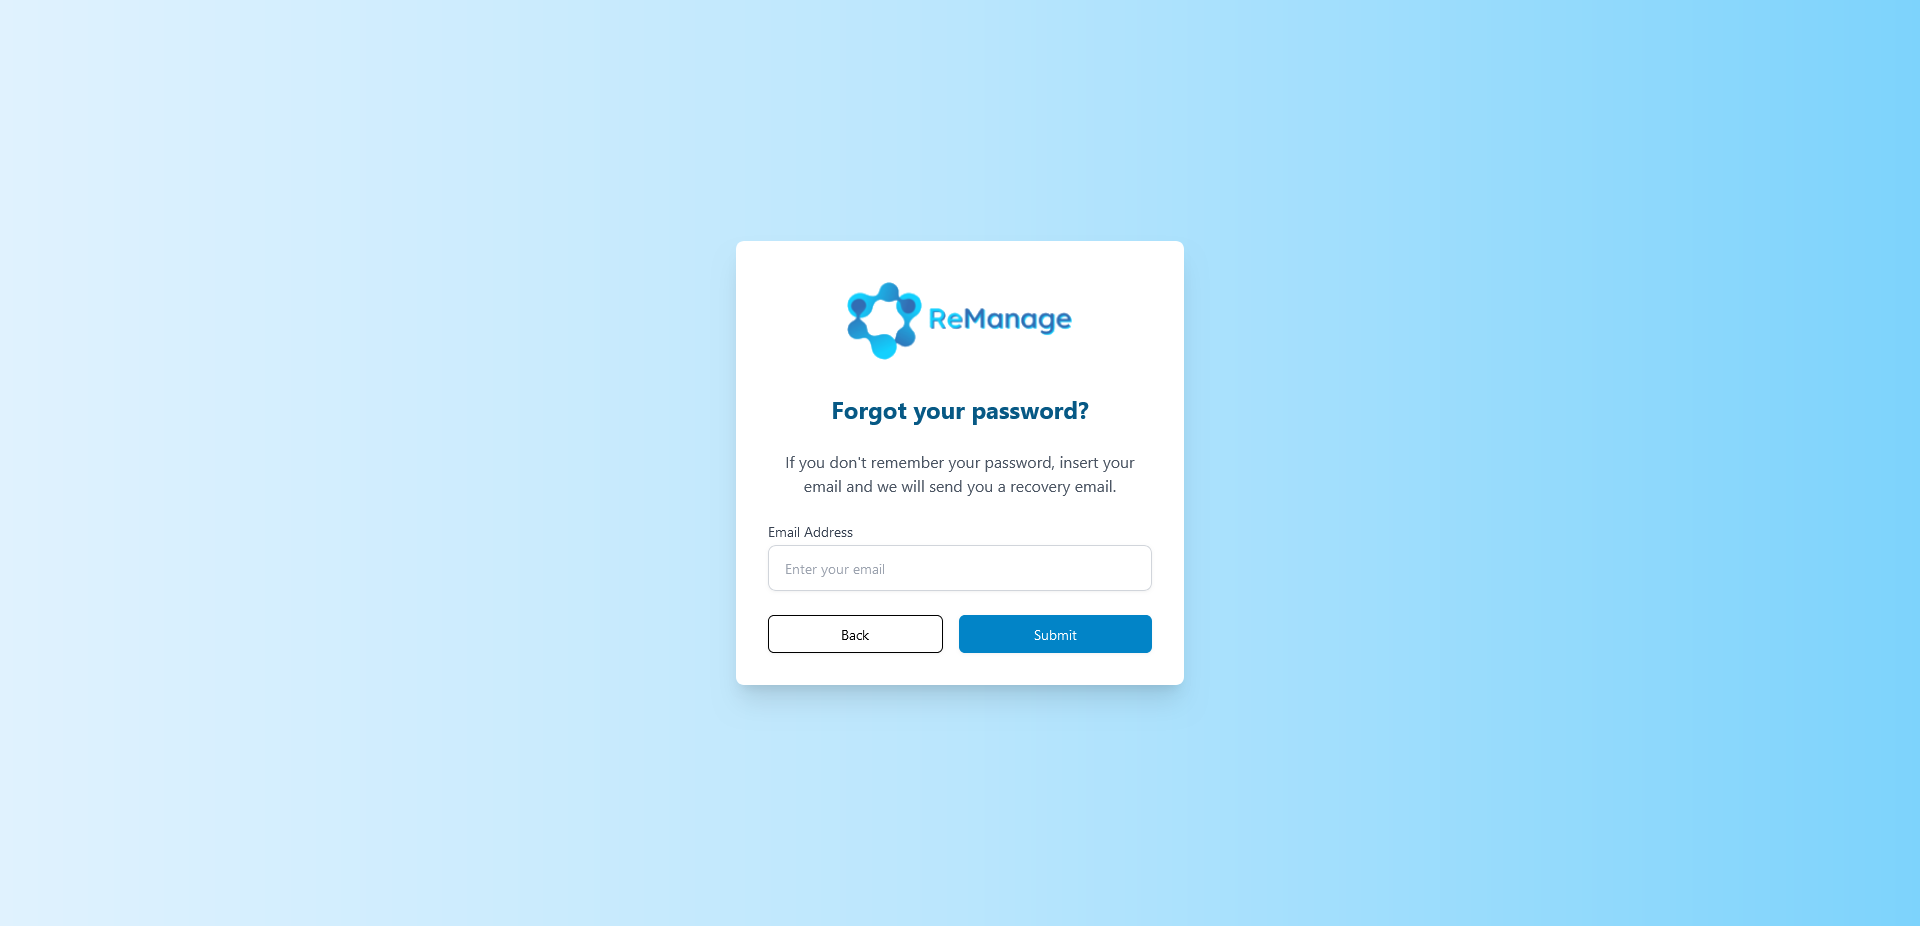 ReManage
Forgot your password?
If you don't remember your password, insert your
email and we will send you a recovery email.
Email Address
Enter your email
Back
Submit